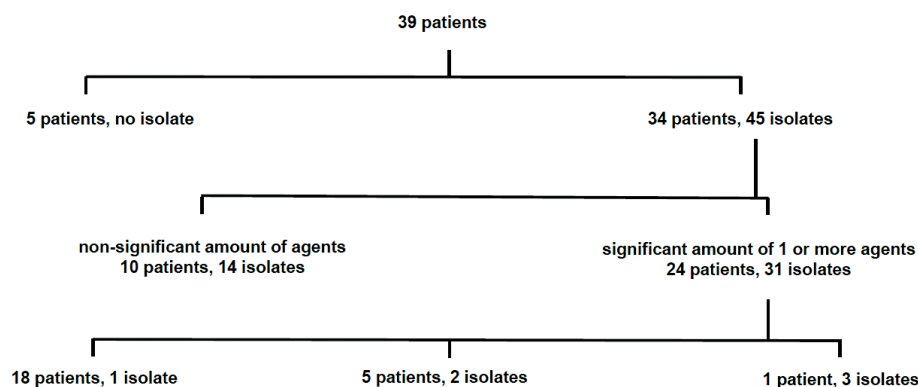 39 patients
5 patients, no isolate
34 patients, 45 isolates
non-significant amount of agents
10 patients, 14 isolates
significant amount of 1 or more agents
24 patients, 31 isolates
18 patients, 1 isolate
5 patients, 2 isolates
1 patient, 3 isolates